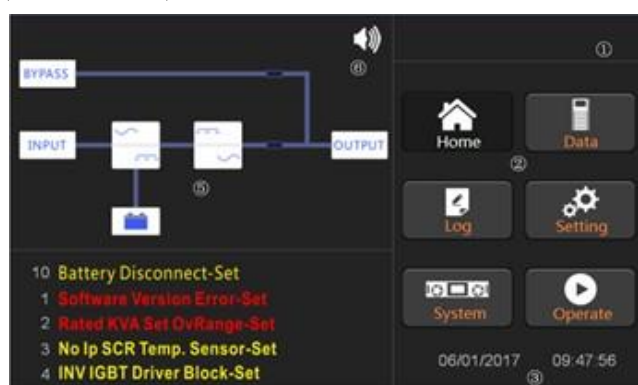 ①
BYPASS
⑥
INPUT
OUTPUT
⑤
Home
Data
②
Log
Setting
System
Operate
10 Battery Disconnect-Set
1 Software Version Error-Set
2 Rated KVA Set OvRange-Set
3 No Ip SCR Temp. Sensor-Set
4 INV IGBT Driver Block-Set
06/01/2017 09:47:56
③